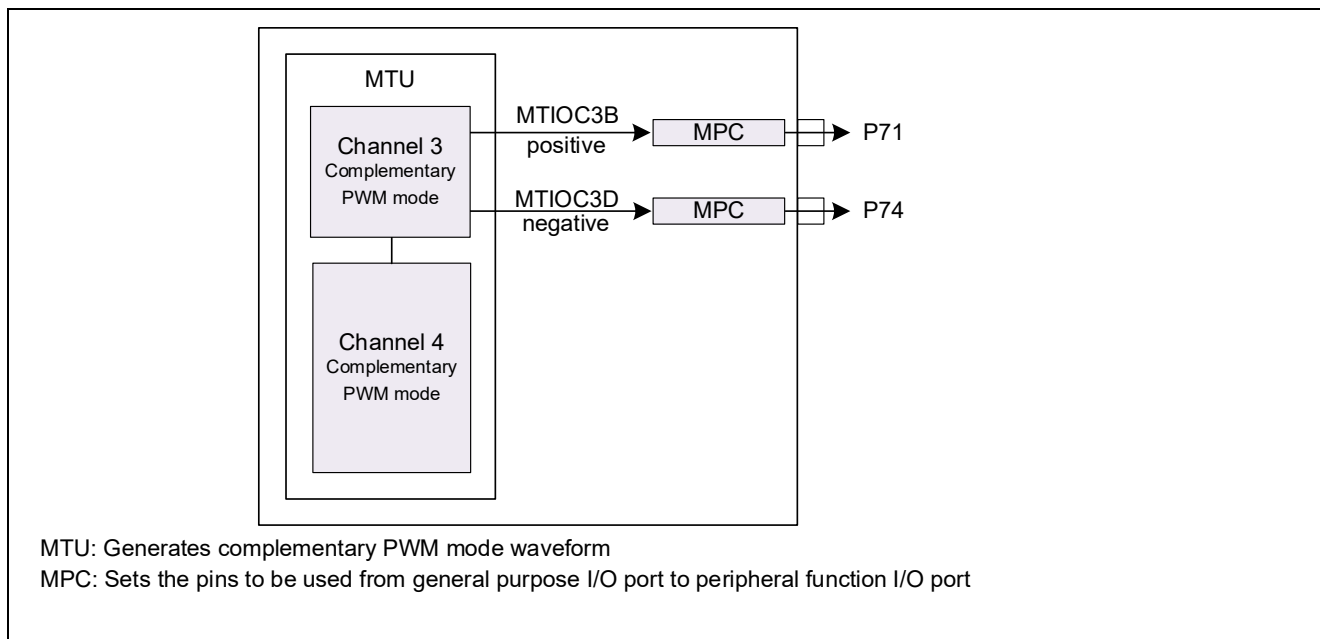 MTU
Channel 3
Complementary
PWM mode
MTIOC3B
positive
MPC
P71
MTIOC3D
negative
MPC
P74
Channel 4
Complementary
PWM mode
MTU: Generates complementary PWM mode waveform
MPC: Sets the pins to be used from general purpose I/O port to peripheral function I/O port